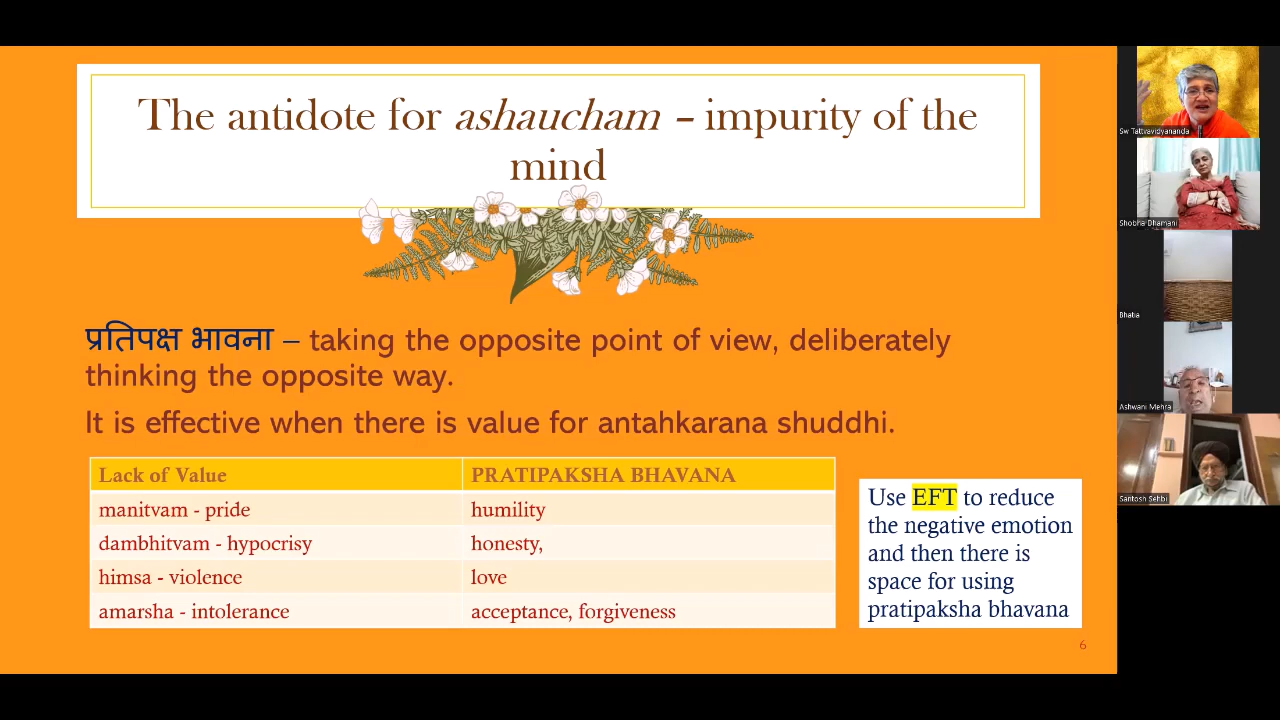 The antidote for ashaucham – impurity of the
mind
प्रतिपक्ष भावना – taking the opposite point of view, deliberately
thinking the opposite way.
It is effective when there is value for antahkarana shuddhi.
Lack of Value PRATIPAKSHA BHAVANA
manitvam - pride humility
dambhitvam - hypocrisy honesty,
himsa - violence love
amarsha - intolerance acceptance, forgiveness
Use EFT to reduce
the negative emotion
and then there is
space for using
pratipaksha bhavana
6
Sw Tattvavidyananda
Shobha Dhamani
Bhatia
Ashwani Mehra
Santosh Sehbi